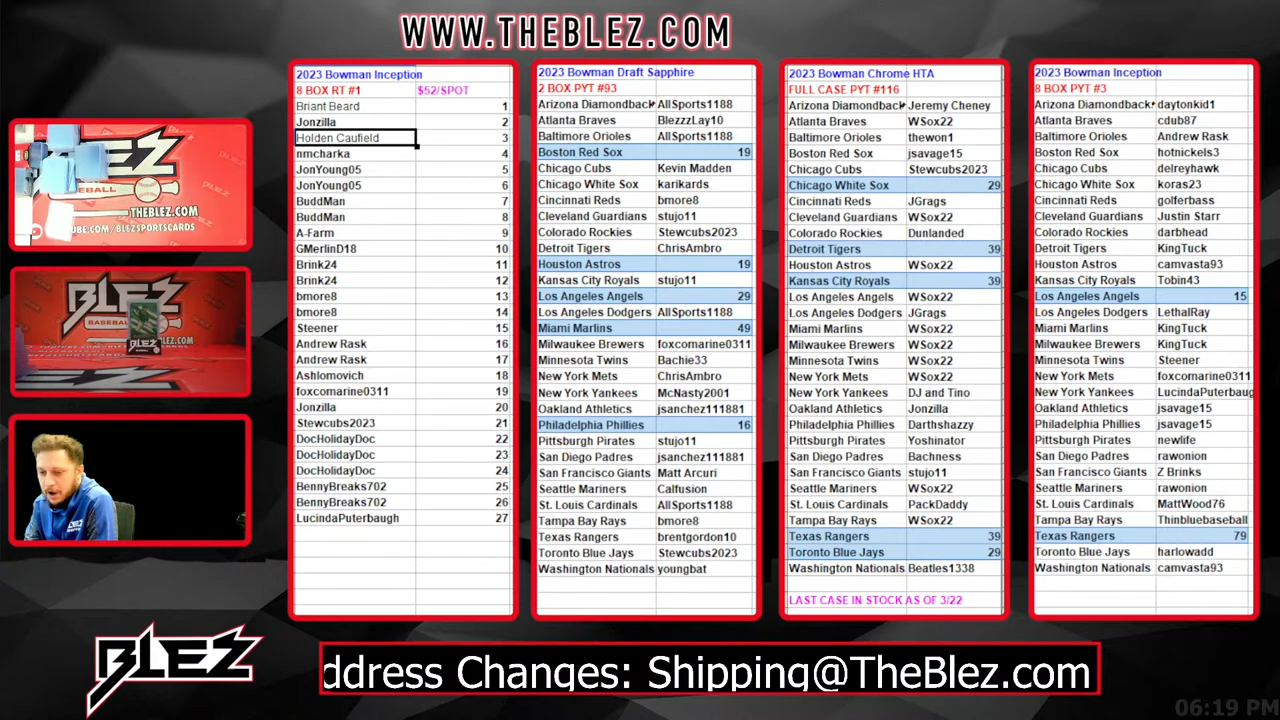 WWW.THEBLEZ.COM
2023 Bowman Inception
8 BOX RT #1 $52/SPOT
Briant Beard 1
Jonzilla 2
Holden Caufield 3
nmcharka 4
JonYoung05 5
JonYoung05 6
BuddMan 7
BuddMan 8
A-Farm 9
GMerlinD18 10
Brink24 11
Brink24 12
bmore8 13
bmore8 14
Steener 15
Andrew Rask 16
Andrew Rask 17
Ashlomovich 18
foxcomarine0311 19
Jonzilla 20
Stewcubs2023 21
DocHolidayDoc 22
DocHolidayDoc 23
DocHolidayDoc 24
BennyBreaks702 25
BennyBreaks702 26
LucindaPuterbaugh 27
2023 Bowman Draft Sapphire
2 BOX PYT #93
Arizona Diamondback AllSports1188
Atlanta Braves BlezzzLay10
Baltimore Orioles AllSports1188
Boston Red Sox 19
Chicago Cubs Kevin Madden
Chicago White Sox karikards
Cincinnati Reds bmore8
Cleveland Guardians stujo11
Colorado Rockies Stewcubs2023
Detroit Tigers ChrisAmbro
Houston Astros 19
Kansas City Royals stujo11
Los Angeles Angels 29
Los Angeles Dodgers AllSports1188
Miami Marlins 49
Milwaukee Brewers foxcomarine0311
Minnesota Twins Bachie33
New York Mets ChrisAmbro
New York Yankees McNasty2001
Oakland Athletics jsanchez111881
Philadelphia Phillies 16
Pittsburgh Pirates stujo11
San Diego Padres jsanchez111881
San Francisco Giants Matt Arcuri
Seattle Mariners Calfusion
St. Louis Cardinals AllSports1188
Tampa Bay Rays bmore8
Texas Rangers brentgordon10
Toronto Blue Jays Stewcubs2023
Washington Nationals youngbat
2023 Bowman Chrome HTA
FULL CASE PYT #116
Arizona Diamondback Jeremy Cheney
Atlanta Braves WSox22
Baltimore Orioles thewon1
Boston Red Sox jsavage15
Chicago Cubs Stewcubs2023
Chicago White Sox 29
Cincinnati Reds JGrags
Cleveland Guardians WSox22
Colorado Rockies Dunlanded
Detroit Tigers 39
Houston Astros WSox22
Kansas City Royals 39
Los Angeles Angels WSox22
Los Angeles Dodgers JGrags
Miami Marlins WSox22
Milwaukee Brewers WSox22
Minnesota Twins WSox22
New York Mets WSox22
New York Yankees DJ and Tino
Oakland Athletics Jonzilla
Philadelphia Phillies Darthshazzy
Pittsburgh Pirates Yoshinator
San Diego Padres Bachness
San Francisco Giants stujo11
Seattle Mariners WSox22
St. Louis Cardinals PackDaddy
Tampa Bay Rays WSox22
Texas Rangers 39
Toronto Blue Jays 29
Washington Nationals Beatles1338
LAST CASE IN STOCK AS OF 3/22
2023 Bowman Inception
8 BOX PYT #3
Arizona Diamondback daytonkid1
Atlanta Braves cdub87
Baltimore Orioles Andrew Rask
Boston Red Sox hotnickels3
Chicago Cubs delreyhawk
Chicago White Sox koras23
Cincinnati Reds golferbass
Cleveland Guardians Justin Starr
Colorado Rockies darbhead
Detroit Tigers KingTuck
Houston Astros camvasta93
Kansas City Royals Tobin43
Los Angeles Angels 15
Los Angeles Dodgers LethalRay
Miami Marlins KingTuck
Milwaukee Brewers KingTuck
Minnesota Twins Steener
New York Mets foxcomarine0311
New York Yankees LucindaPuterbaug
Oakland Athletics jsavage15
Philadelphia Phillies jsavage15
Pittsburgh Pirates newlife
San Diego Padres rawonion
San Francisco Giants Z Brinks
Seattle Mariners rawonion
St. Louis Cardinals MattWood76
Tampa Bay Rays Thinbluebaseball
Texas Rangers 79
Toronto Blue Jays harlowadd
Washington Nationals camvasta93
BLEZ
BASEBALL
THEBLEZ.COM
BLEZ
BLEZ
ddress Changes: Shipping@TheBlez.com
06:19 PM